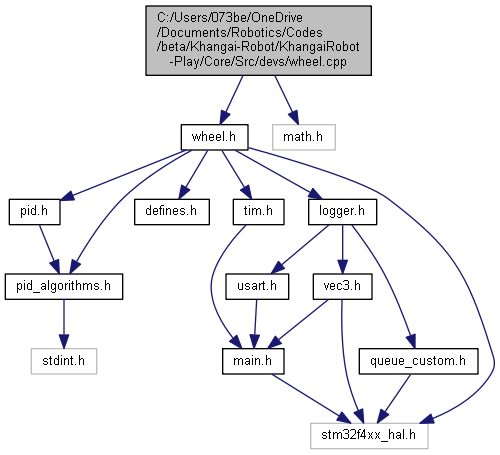 C:/Users/073be/OneDrive
/Documents/Robotics/Codes
/beta/Khangai-Robot/KhangaiRobot
-Play/Core/Src/devs/wheel.cpp
wheel.h
math.h
pid.h
defines.h
tim.h
logger.h
pid_algorithms.h
usart.h
vec3.h
stdint.h
main.h
queue_custom.h
stm32f4xx_hal.h